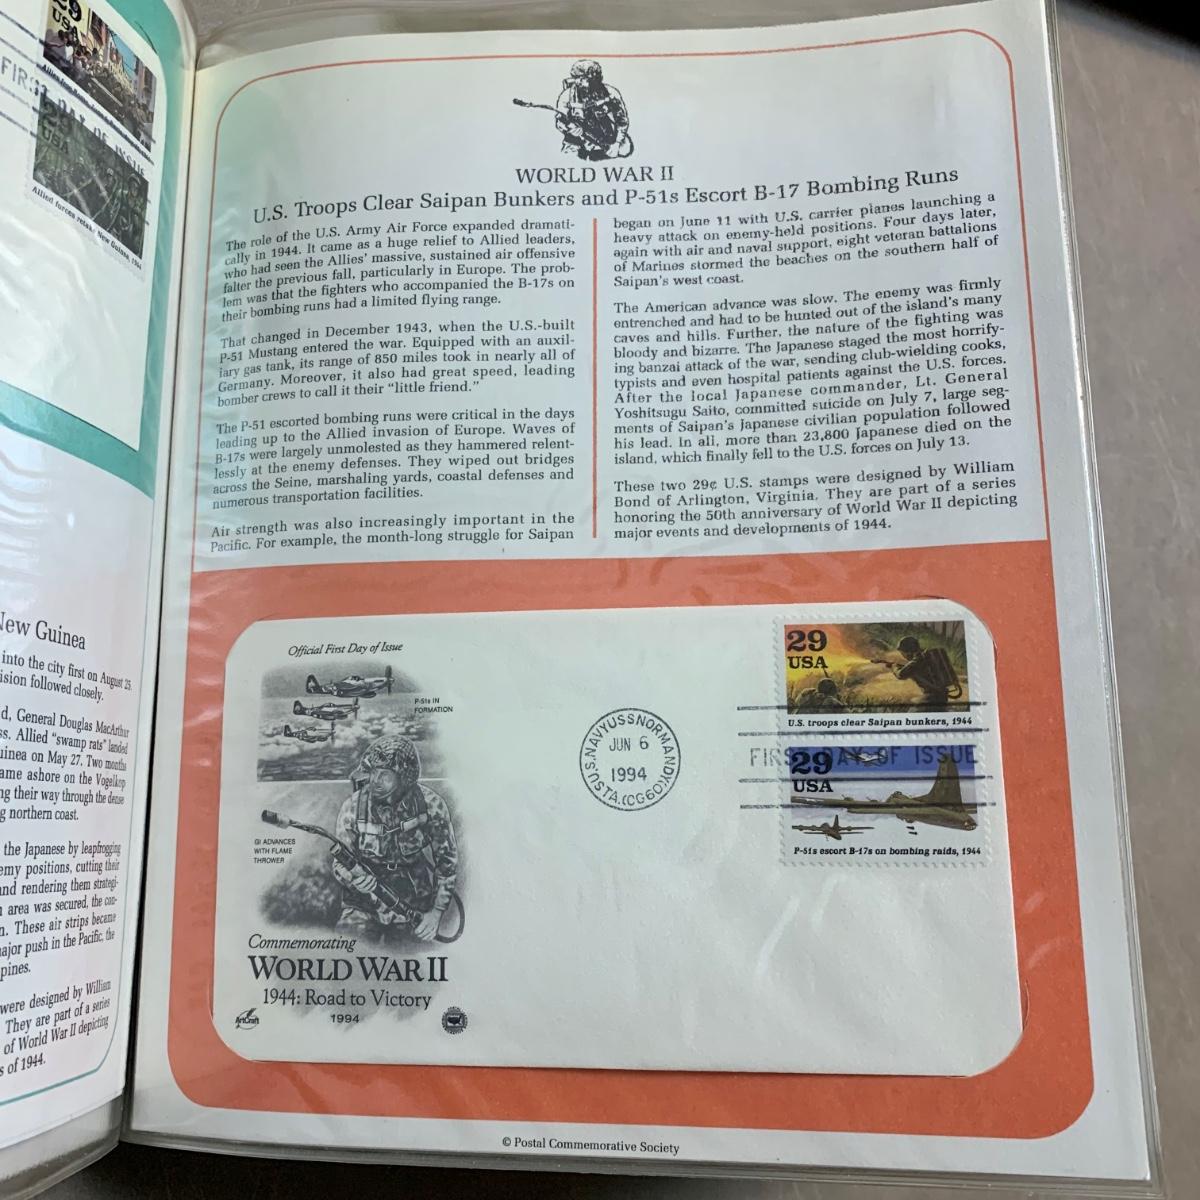 29
USA
FIRST DAY OF ISSUE
29
USA
Allied forces retake New Guinea, 1944
New Guinea
into the city first on August 25.
ision followed closely.
d, General Douglas MacArthur
ss. Allied "swamp rats" landed
uinea on May 27. Two months
ame ashore on the Vogelkop
ng their way through the dense
g northern coast.
the Japanese by leapfrogging
emy positions, cutting their
and rendering them strategi-
area was secured, the con-
n. These air strips became
major push in the Pacific, the
pines.
were designed by William
They are part of a series
of World War II depicting
s of 1944.
WORLD WAR II
U.S. Troops Clear Saipan Bunkers and P-51s Escort B-17 Bombing Runs
The role of the U.S. Army Air Force expanded dramati-
cally in 1944. It came as a huge relief to Allied leaders,
who had seen the Allies' massive, sustained air offensive
falter the previous fall, particularly in Europe. The prob-
lem was that the fighters who accompanied the B-17s on
their bombing runs had a limited flying range.
That changed in December 1943, when the U.S.-built
P-51 Mustang entered the war. Equipped with an auxil-
iary gas tank, its range of 850 miles took in nearly all of
Germany. Moreover, it also had great speed, leading
bomber crews to call it their "little friend."
The P-51 escorted bombing runs were critical in the days
leading up to the Allied invasion of Europe. Waves of
B-17s were largely unmolested as they hammered relent-
lessly at the enemy defenses. They wiped out bridges
across the Seine, marshaling yards, coastal defenses and
numerous transportation facilities.
Air strength was also increasingly important in the
Pacific. For example, the month-long struggle for Saipan
began on June 11 with U.S. carrier planes launching a
heavy attack on enemy-held positions. Four days later,
again with air and naval support, eight veteran battalions
of Marines stormed the beaches on the southern half of
Saipan's west coast.
The American advance was slow. The enemy was firmly
entrenched and had to be hunted out of the island's many
caves and hills. Further, the nature of the fighting was
bloody and bizarre. The Japanese staged the most horrify-
ing banzai attack of the war, sending club-wielding cooks,
typists and even hospital patients against the U.S. forces.
After the local Japanese commander, Lt. General
Yoshitsugu Saito, committed suicide on July 7, large seg-
ments of Saipan's Japanese civilian population followed
his lead. In all, more than 23,800 Japanese died on the
island, which finally fell to the U.S. forces on July 13.
These two 29¢ U.S. stamps were designed by William
Bond of Arlington, Virginia. They are part of a series
honoring the 50th anniversary of World War II depicting
major events and developments of 1944.
Official First Day of Issue
P-51s IN
FORMATION
GI ADVANCES
WITH FLAME
THROWER
Commemorating
WORLD WAR II
1944: Road to Victory
1994
ArtCraft
U.S. NAVY USS NORMANDY (CG60) USTA.
JUN 6
1994
29
USA
U.S. troops clear Saipan bunkers, 1944
FIRST DAY OF ISSUE
29
USA
P-51s escort B-17s on bombing raids, 1944
© Postal Commemorative Society